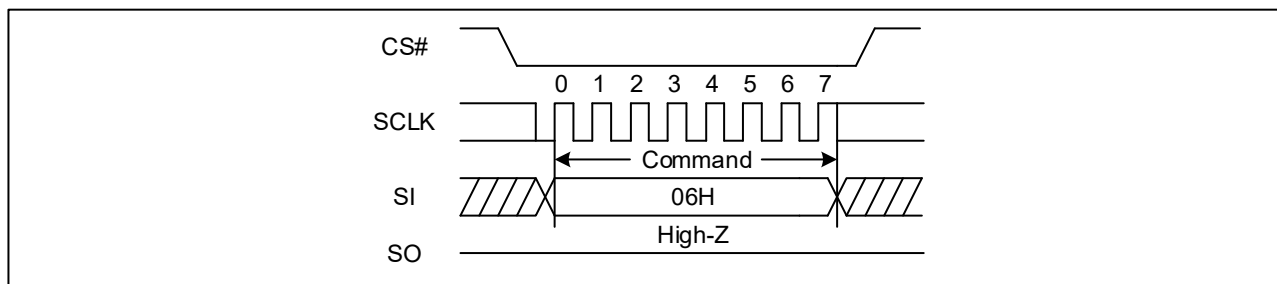 CS#
0 1 2 3 4 5 6 7
SCLK
Command
SI
06H
High-Z
SO